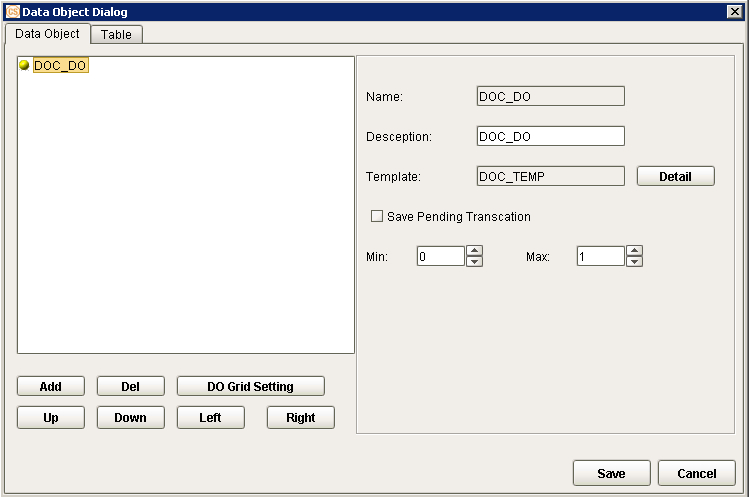 GS Data Object Dialog
Data Object Table
DOC_DO
Name: DOC_DO
Desception: DOC_DO
Template: DOC_TEMP Detail
Save Pending Transcation
Min: 0 Max: 1
Add Del DO Grid Setting
Up Down Left Right
Save Cancel